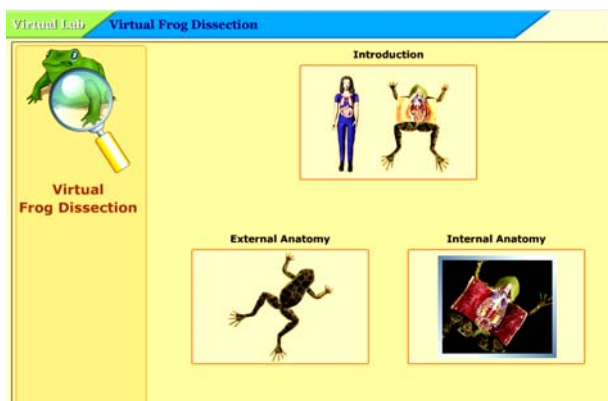 Virtual Lab
Virtual Frog Dissection
Introduction
Virtual
Frog Dissection
External Anatomy
Internal Anatomy